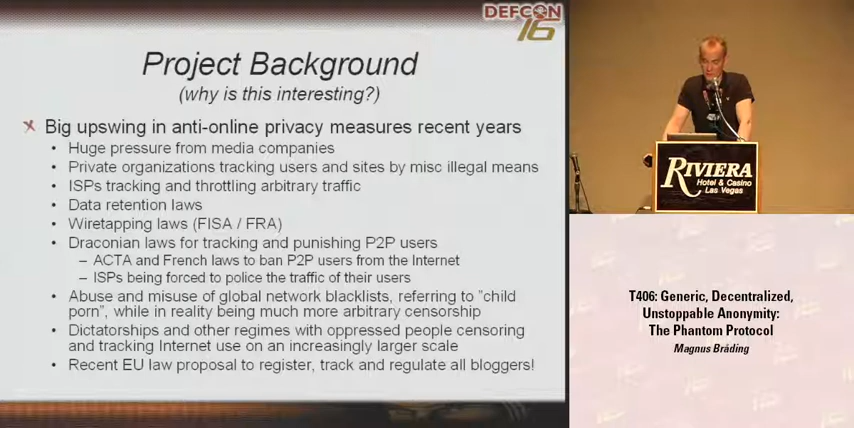 DEFCON
16
Project Background
(why is this interesting?)
Big upswing in anti-online privacy measures recent years
• Huge pressure from media companies
• Private organizations tracking users and sites by misc illegal means
• ISPs tracking and throttling arbitrary traffic
• Data retention laws
• Wiretapping laws (FISA / FRA)
• Draconian laws for tracking and punishing P2P users
– ACTA and French laws to ban P2P users from the Internet
– ISPs being forced to police the traffic of their users
• Abuse and misuse of global network blacklists, referring to "child
porn", while in reality being much more arbitrary censorship
• Dictatorships and other regimes with oppressed people censoring
and tracking Internet use on an increasingly larger scale
• Recent EU law proposal to register, track and regulate all bloggers!
RIVIERA
Hotel & Casino
Las Vegas
T406: Generic, Decentralized,
Unstoppable Anonymity:
The Phantom Protocol
Magnus Bråding